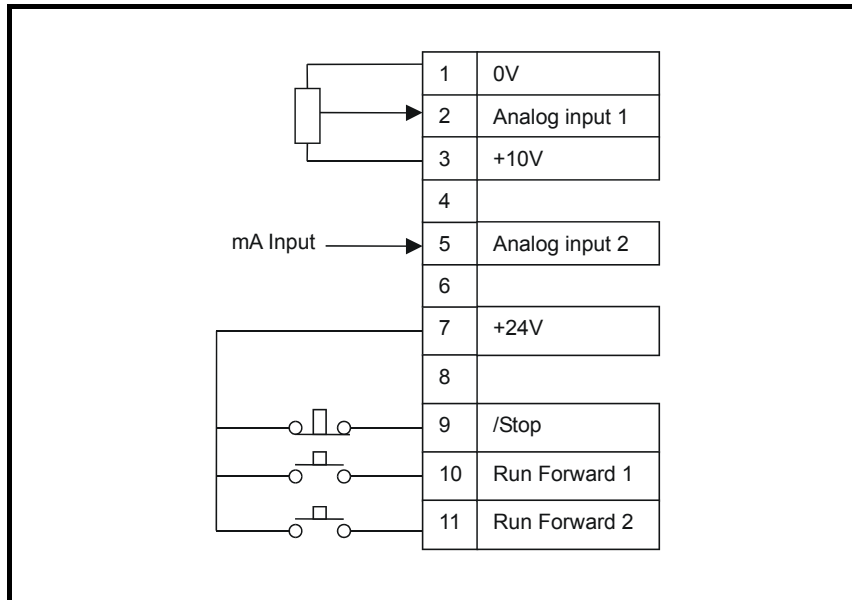 1 0V
2 Analog input 1
3 +10V
4
mA Input 5 Analog input 2
6
7 +24V
8
9 /Stop
10 Run Forward 1
11 Run Forward 2